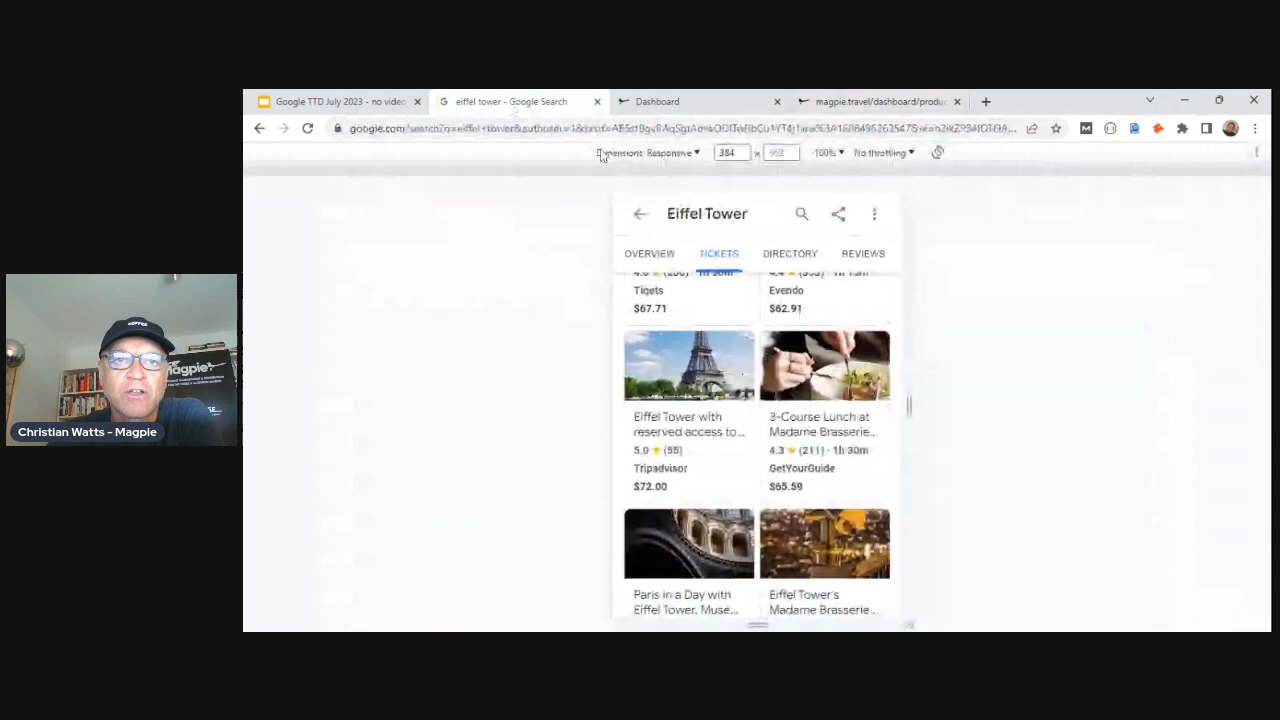 Google TTD July 2023 - no video
eiffel tower - Google Search
Dashboard
magpie.travel/dashboard/produc
Dimensions: Responsive
384
x
100%
No throttling
Eiffel Tower
OVERVIEW
TICKETS
DIRECTORY
REVIEWS
Tiqets
$67.71
Evendo
$62.91
Eiffel Tower with
reserved access to...
5.0 ★ (55)
Tripadvisor
$72.00
3-Course Lunch at
Madame Brasserie...
4.3 ★ (211) · 1h 30m
GetYourGuide
$65.59
Paris in a Day with
Eiffel Tower, Muse...
Eiffel Tower's
Madame Brasserie...
magpie
Christian Watts - Magpie